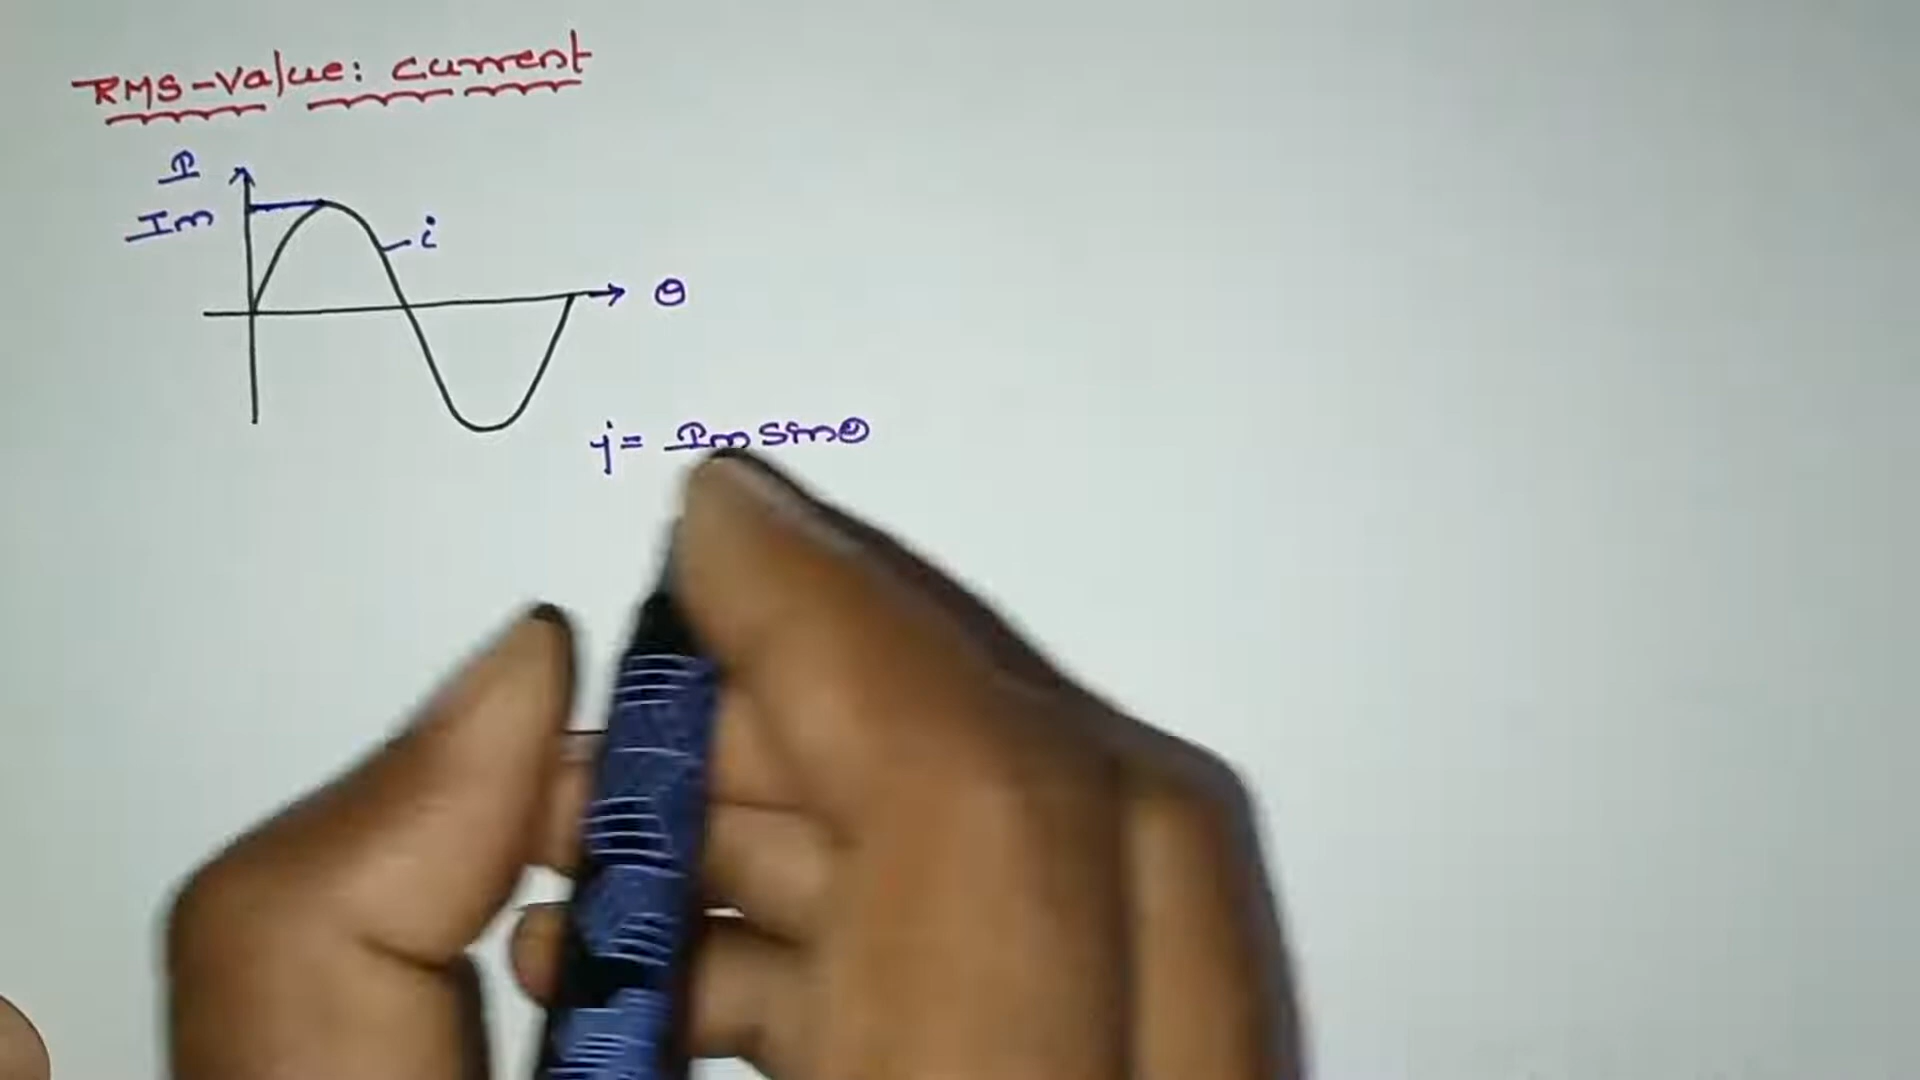 RMS-Value: Current
I
Im
i
θ
i = Im sinθ